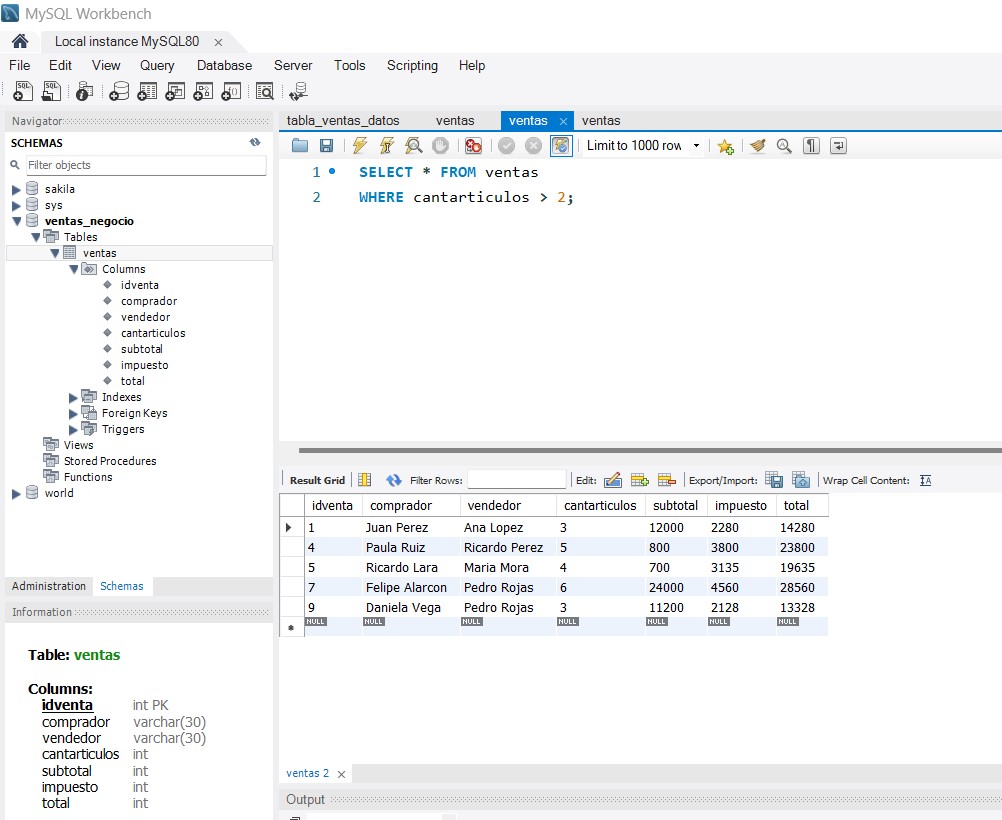 MySQL Workbench
Local instance MySQL80 ×
File Edit View Query Database Server Tools Scripting Help
Navigator
SCHEMAS
Filter objects
sakila
sys
ventas_negocio
Tables
ventas
Columns
idventa
comprador
vendedor
cantarticulos
subtotal
impuesto
total
Indexes
Foreign Keys
Triggers
Views
Stored Procedures
Functions
world
Administration Schemas
Information
Table: ventas
Columns:
idventa int PK
comprador varchar(30)
vendedor varchar(30)
cantarticulos int
subtotal int
impuesto int
total int
tabla_ventas_datos ventas ventas × ventas
Limit to 1000 row
1 SELECT * FROM ventas
2 WHERE cantarticulos > 2;
Result Grid Filter Rows: Edit: Export/Import: Wrap Cell Content:
idventa comprador vendedor cantarticulos subtotal impuesto total
1 Juan Perez Ana Lopez 3 12000 2280 14280
4 Paula Ruiz Ricardo Perez 5 800 3800 23800
5 Ricardo Lara Maria Mora 4 700 3135 19635
7 Felipe Alarcon Pedro Rojas 6 24000 4560 28560
9 Daniela Vega Pedro Rojas 3 11200 2128 13328
NULL NULL NULL NULL NULL NULL NULL
ventas 2 ×
Output